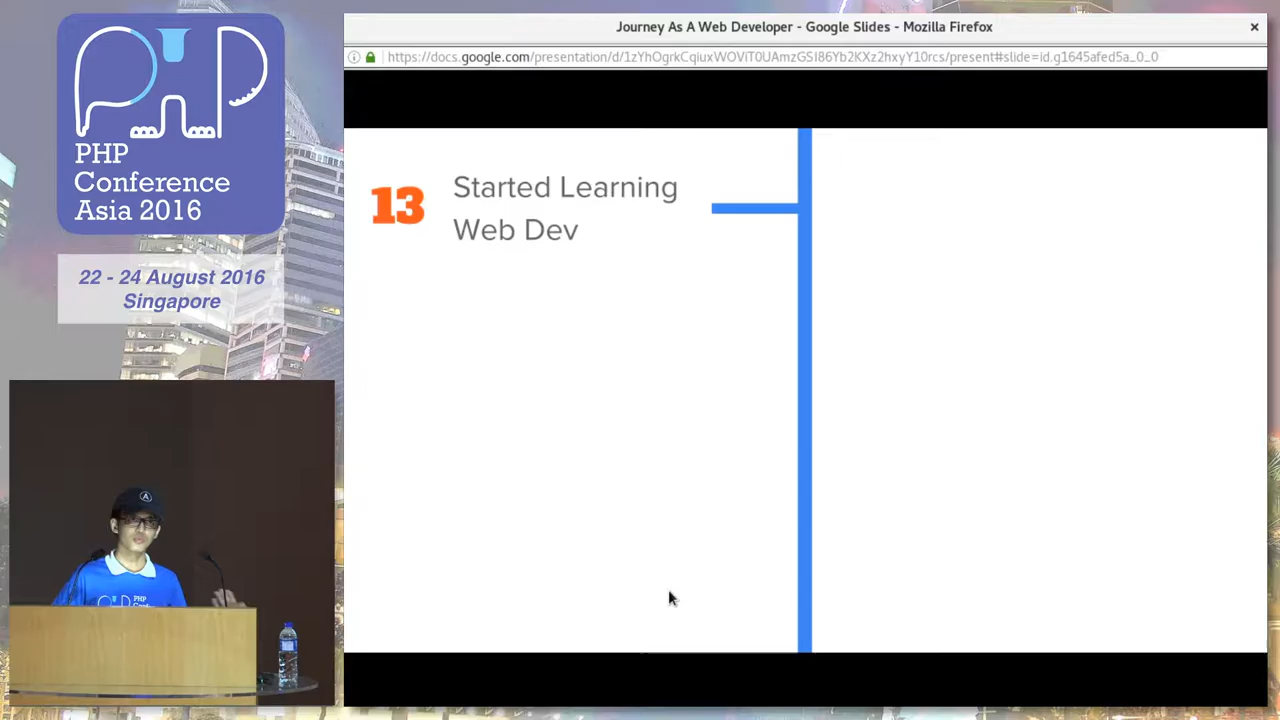 PHP
Conference
Asia 2016
22 - 24 August 2016
Singapore
Journey As A Web Developer - Google Slides - Mozilla Firefox
https://docs.google.com/presentation/d/1zYhOgrkCqiuxWOViT0UAmzGSI86Yb2KXz2hxyY10rcs/present#slide=id.g1645afed5a_0_0
13
Started Learning
Web Dev
A
PHP